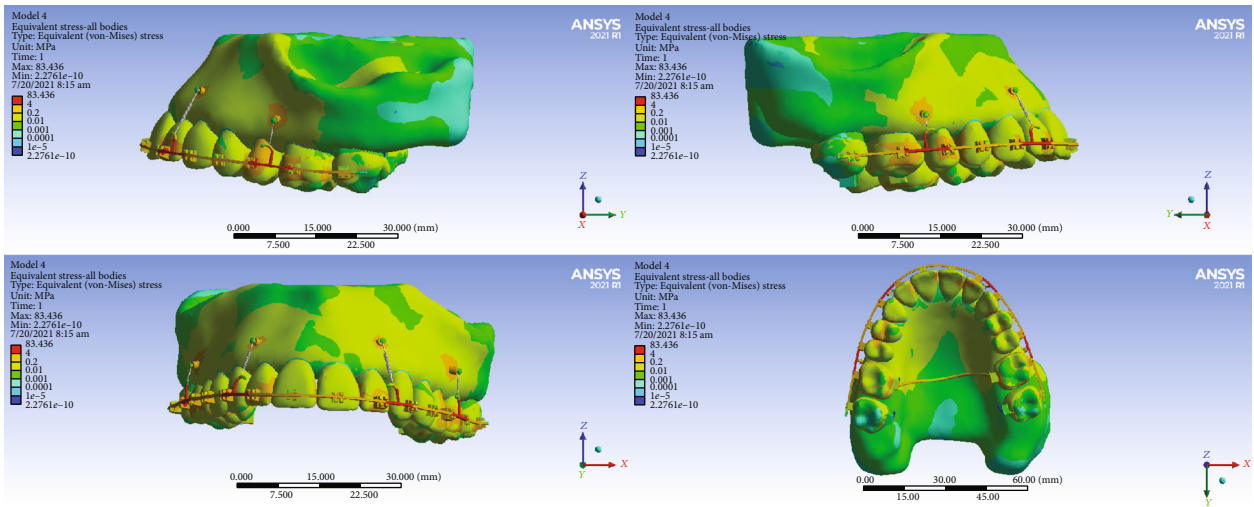 Model 4
Equivalent stress-all bodies
Type: Equivalent (von-Mises) stress
Unit: MPa
Time: 1
Max: 83.436
Min: 2.2761e–10
7/20/2021 8:15 am
83.436
4
0.2
0.01
0.001
0.0001
1e–5
2.2761e–10
ANSYS
2021 R1
Z
Y
X
0.000 15.000 30.000 (mm)
7.500 22.500
Model 4
Equivalent stress-all bodies
Type: Equivalent (von-Mises) stress
Unit: MPa
Time: 1
Max: 83.436
Min: 2.2761e–10
7/20/2021 8:15 am
83.436
4
0.2
0.01
0.001
0.0001
1e–5
2.2761e–10
ANSYS
2021 R1
Z
Y
X
0.000 15.000 30.000 (mm)
7.500 22.500
Model 4
Equivalent stress-all bodies
Type: Equivalent (von-Mises) stress
Unit: MPa
Time: 1
Max: 83.436
Min: 2.2761e–10
7/20/2021 8:15 am
83.436
4
0.2
0.01
0.001
0.0001
1e–5
2.2761e–10
ANSYS
2021 R1
Z
X
Y
0.000 15.000 30.000 (mm)
7.500 22.500
Model 4
Equivalent stress-all bodies
Type: Equivalent (von-Mises) stress
Unit: MPa
Time: 1
Max: 83.436
Min: 2.2761e–10
7/20/2021 8:15 am
83.436
4
0.2
0.01
0.001
0.0001
1e–5
2.2761e–10
ANSYS
2021 R1
Z
X
Y
0.00 30.00 60.00 (mm)
15.00 45.00